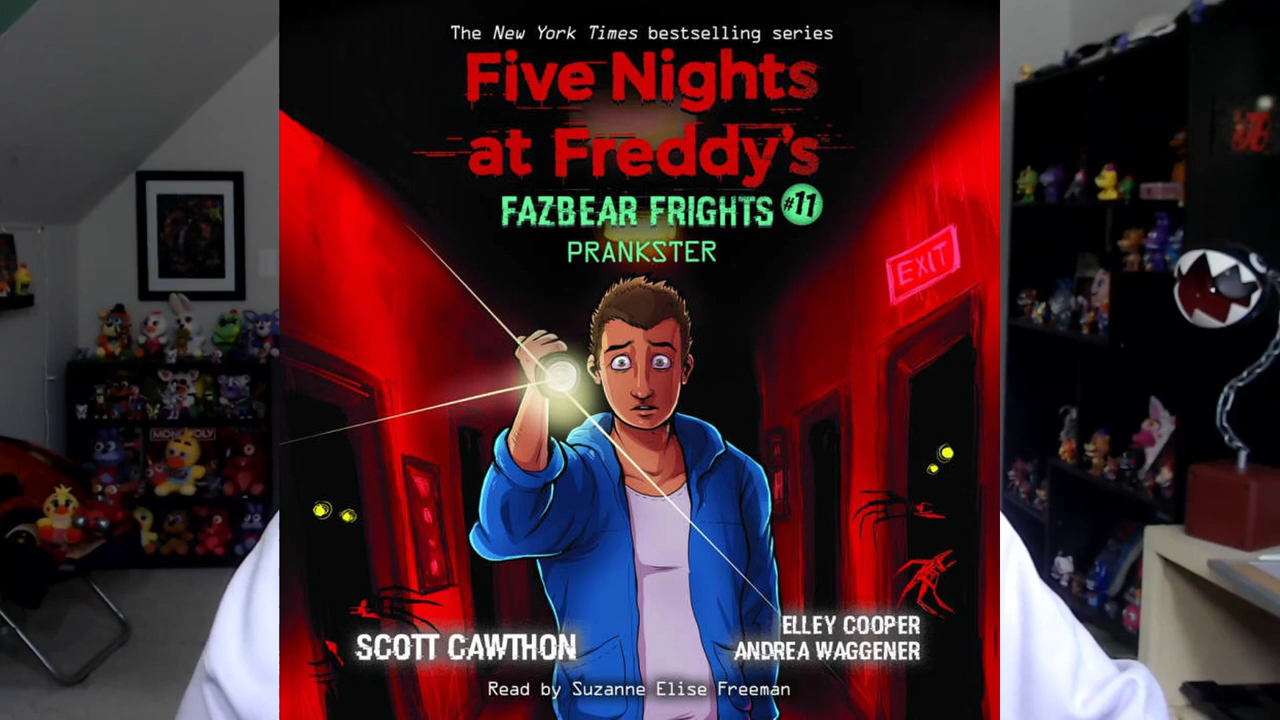 The New York Times bestselling series
Five Nights
at Freddy's
FAZBEAR FRIGHTS #11
PRANKSTER
EXIT
MONOPOLY
SCOTT CAWTHON
ELLEY COOPER
ANDREA WAGGENER
Read by Suzanne Elise Freeman